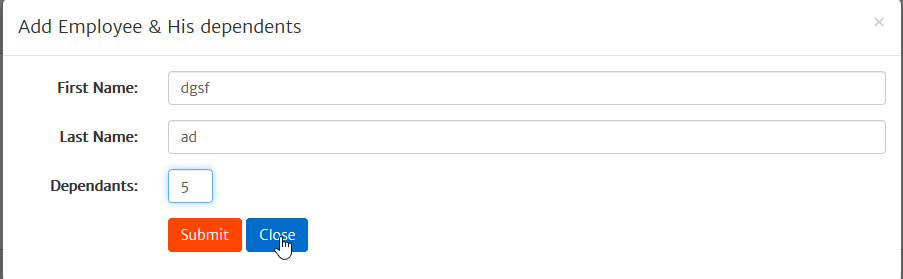 Add Employee & His dependents ×
First Name: dgsf
Last Name: ad
Dependants: 5
Submit Close